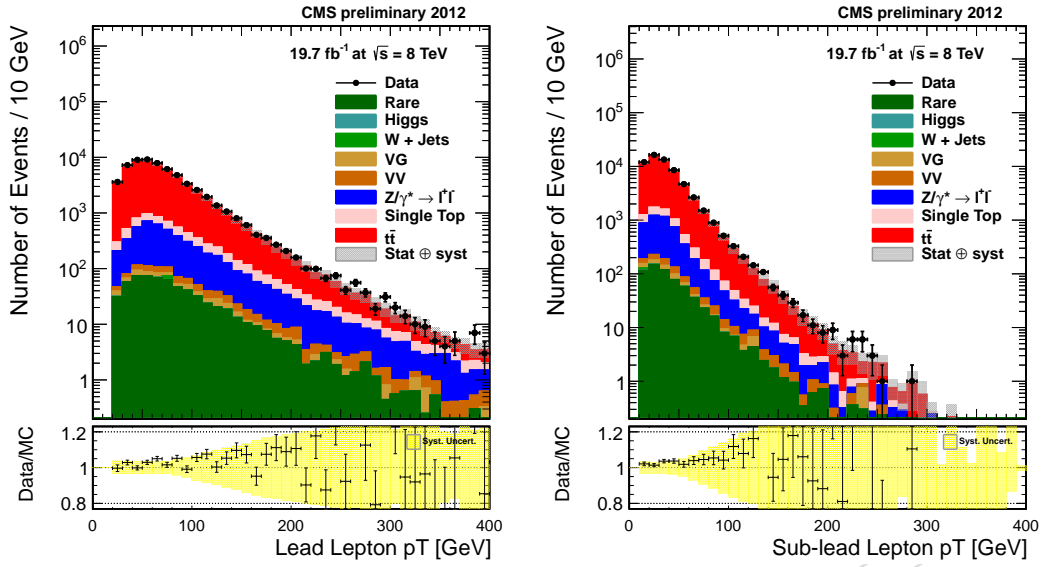 CMS preliminary 2012
19.7 fb⁻¹ at √s = 8 TeV
Number of Events / 10 GeV
10⁶
10⁵
10⁴
10³
10²
10
1
Data
Rare
Higgs
W + Jets
VG
VV
Z/γ* → l⁺l⁻
Single Top
tt̄
Stat ⊕ syst
Data/MC
1.2
1
0.8
Syst. Uncert.
0 100 200 300 400
Lead Lepton pT [GeV]
CMS preliminary 2012
19.7 fb⁻¹ at √s = 8 TeV
Number of Events / 10 GeV
10⁶
10⁵
10⁴
10³
10²
10
1
Data
Rare
Higgs
W + Jets
VG
VV
Z/γ* → l⁺l⁻
Single Top
tt̄
Stat ⊕ syst
Data/MC
1.2
1
0.8
Syst. Uncert.
0 100 200 300 400
Sub-lead Lepton pT [GeV]